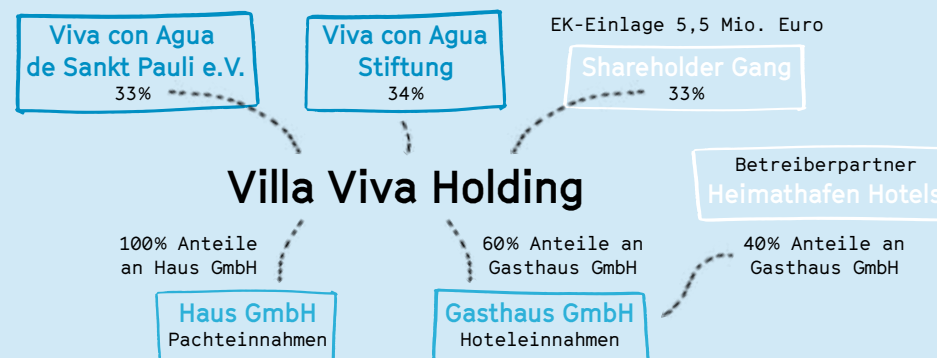 Viva con Agua
de Sankt Pauli e.V.
33%
Viva con Agua
Stiftung
34%
EK-Einlage 5,5 Mio. Euro
Shareholder Gang
33%
Villa Viva Holding
Betreiberpartner
Heimathafen Hotels
100% Anteile
an Haus GmbH
60% Anteile an
Gasthaus GmbH
40% Anteile an
Gasthaus GmbH
Haus GmbH
Pachteinnahmen
Gasthaus GmbH
Hoteleinnahmen